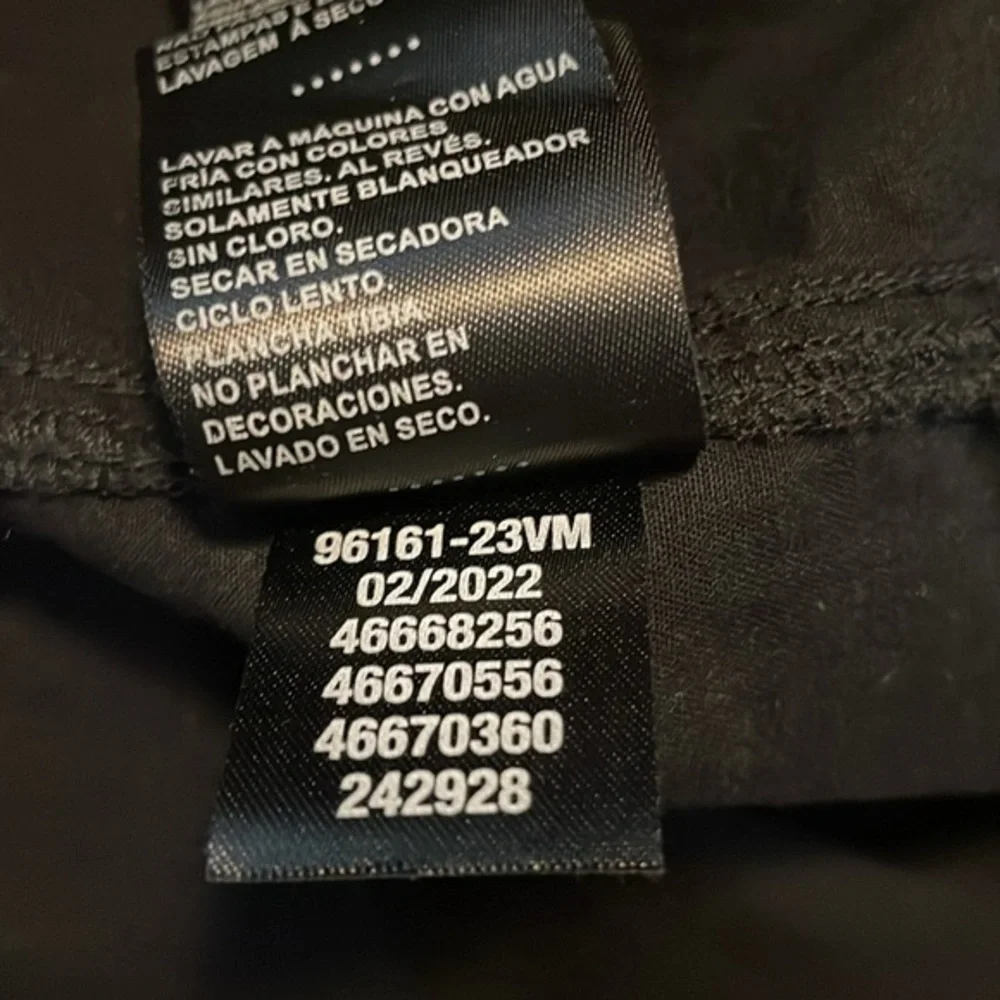 ESTAMPAS E
LAVAGEM À SECO
.......
LAVAR A MÁQUINA CON AGUA
FRÍA CON COLORES
SIMILARES. AL REVÉS.
SOLAMENTE BLANQUEADOR
SIN CLORO.
SECAR EN SECADORA
CICLO LENTO.
PLANCHA TIBIA
NO PLANCHAR EN
DECORACIONES.
LAVADO EN SECO.
96161-23VM
02/2022
46668256
46670556
46670360
242928